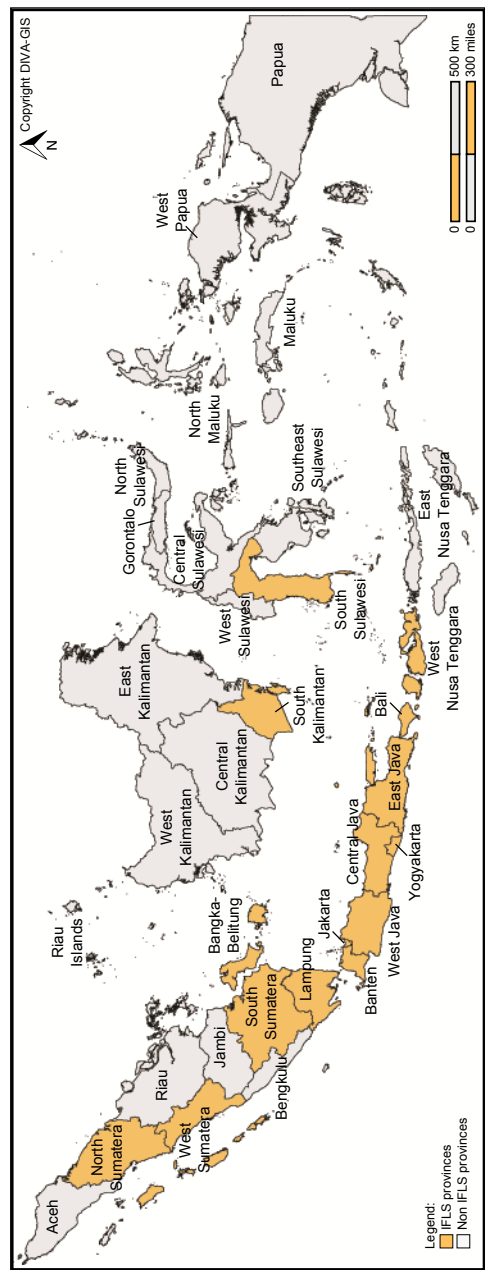 Copyright DIVA-GIS
N
Aceh
North
Sumatera
Riau
Riau
Islands
West
Sumatera
Jambi
Bengkulu
South
Sumatera
Bangka-
Belitung
Lampung
Jakarta
Banten
West Java
Central Java
Yogyakarta
East Java
Bali
West
Nusa Tenggara
East
Nusa Tenggara
West
Kalimantan
Central
Kalimantan
East
Kalimantan
South
Kalimantan
West
Sulawesi
South
Sulawesi
Central
Sulawesi
Gorontalo
North
Sulawesi
Southeast
Sulawesi
North
Maluku
Maluku
West
Papua
Papua
Legend:
IFLS provinces
Non IFLS provinces
0 500 km
0 300 miles